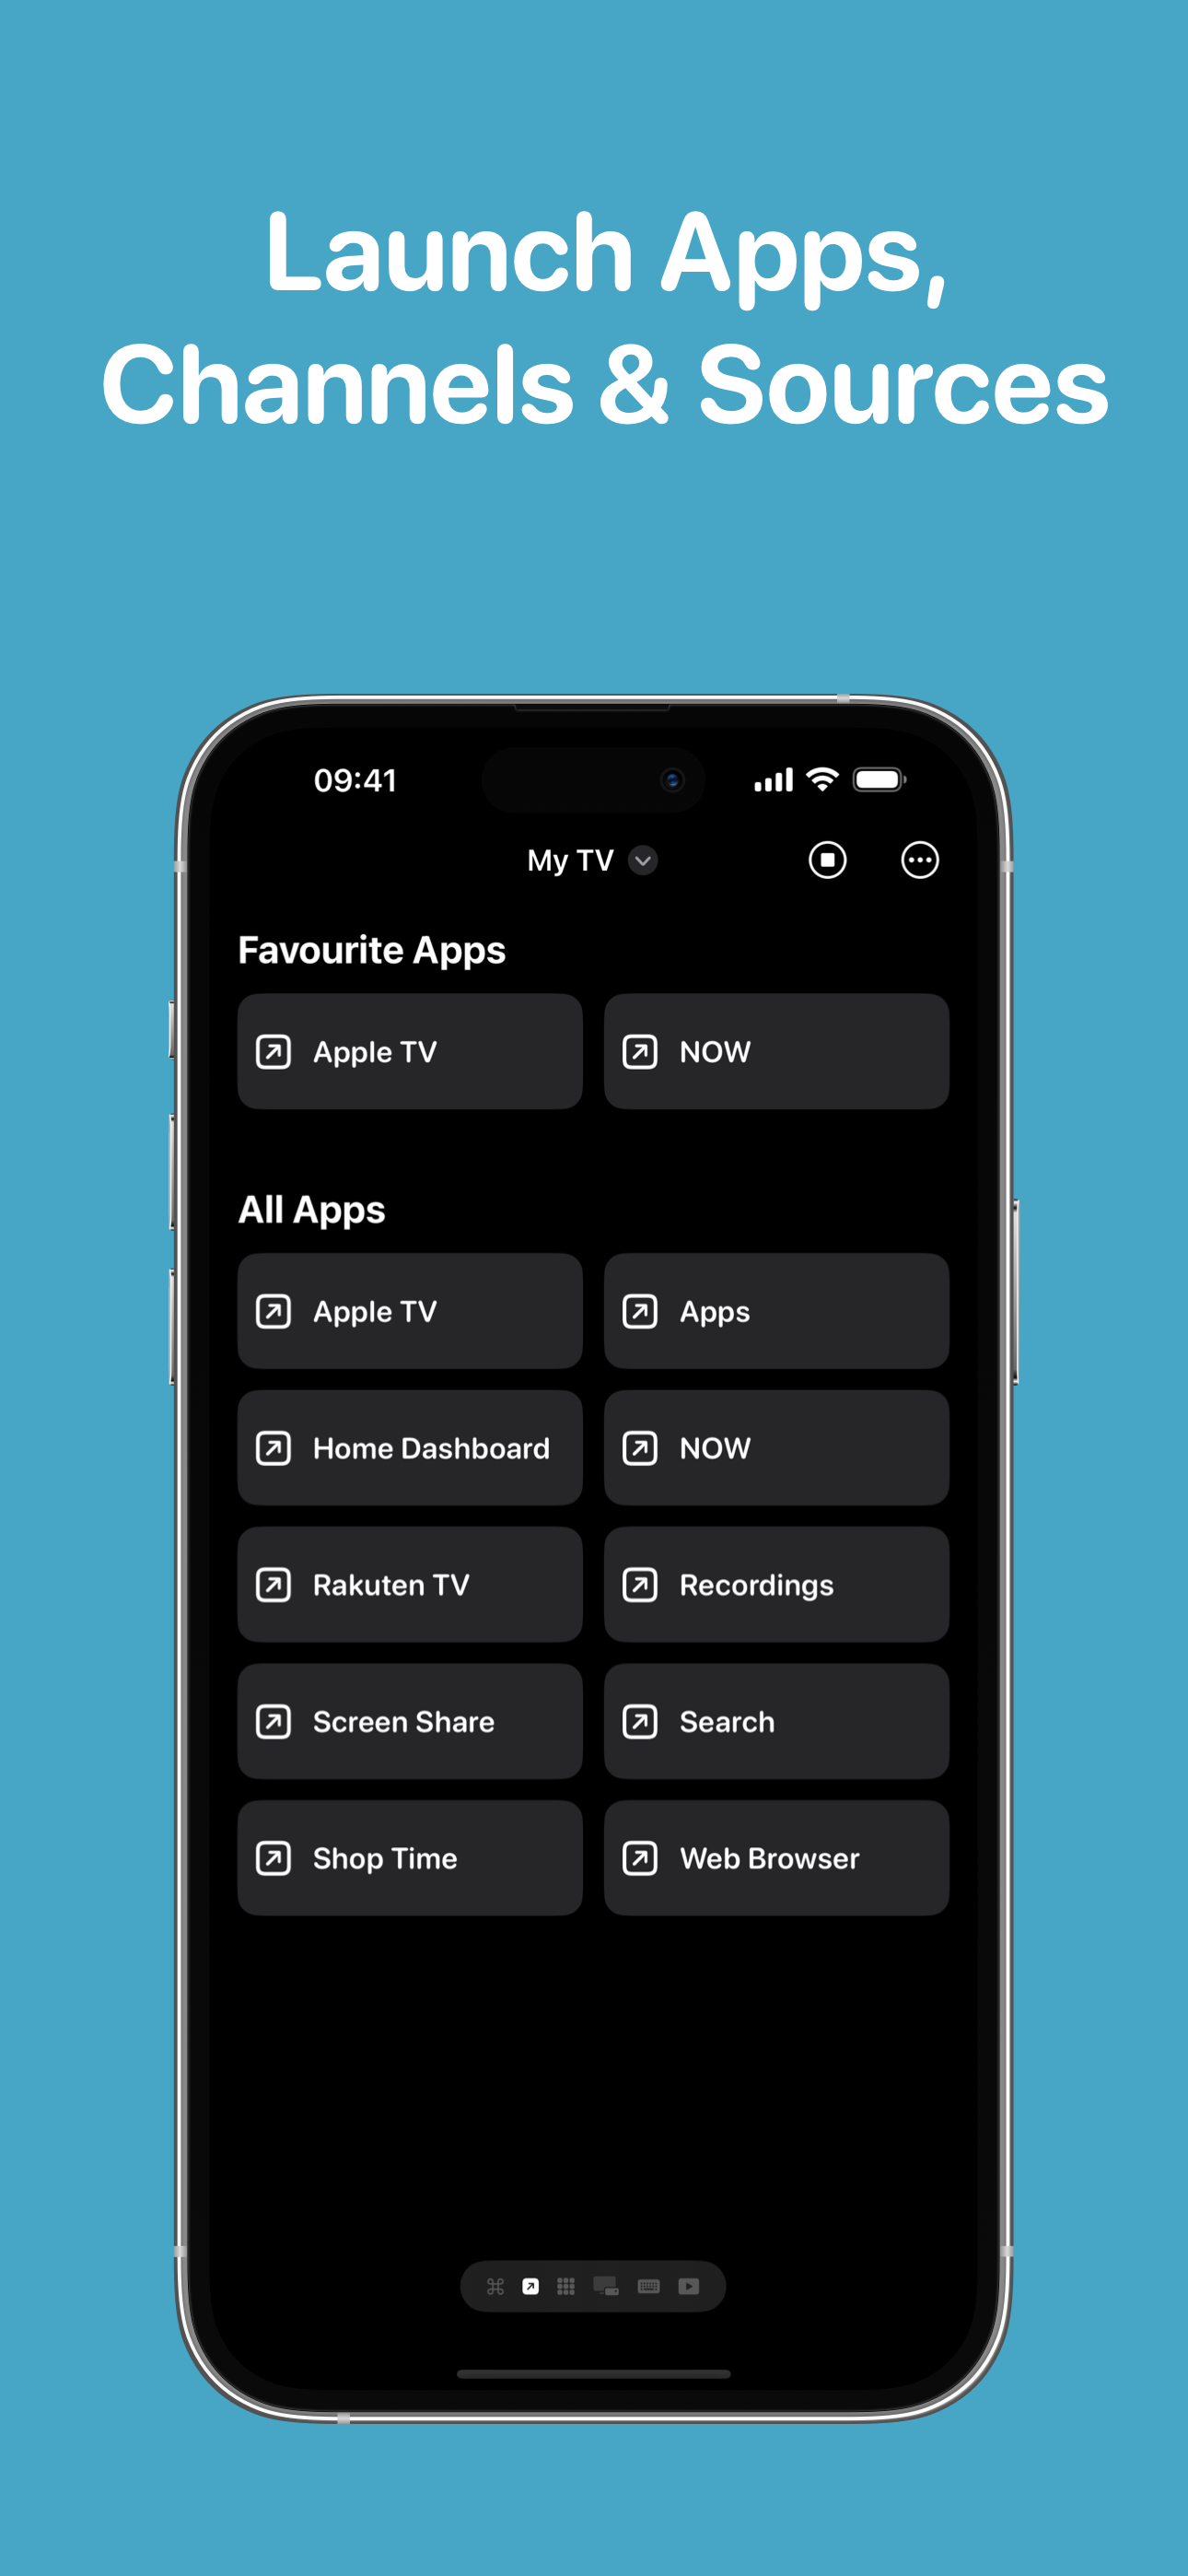 Launch Apps,
Channels & Sources
09:41
My TV
Favourite Apps
Apple TV
NOW
All Apps
Apple TV
Apps
Home Dashboard
NOW
Rakuten TV
Recordings
Screen Share
Search
Shop Time
Web Browser